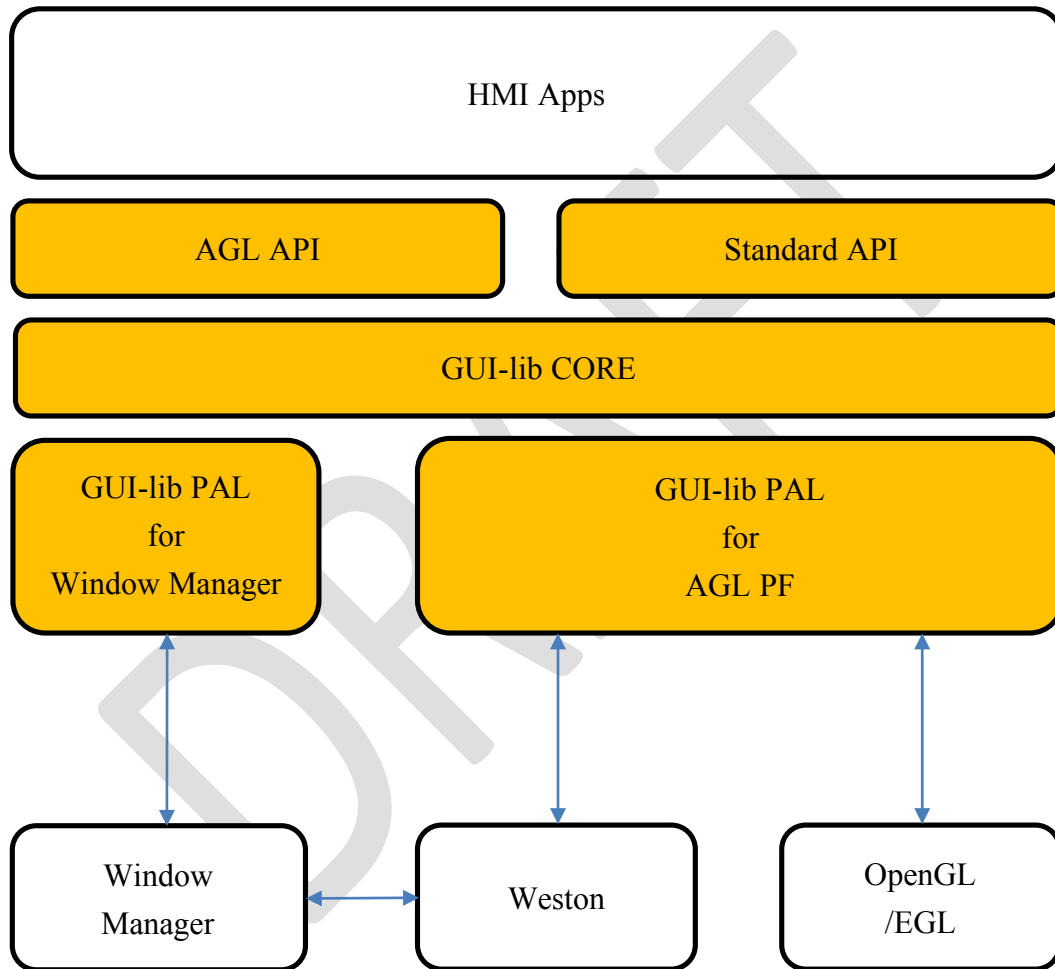 HMI Apps
AGL API
Standard API
GUI-lib CORE
GUI-lib PAL
for
Window Manager
GUI-lib PAL
for
AGL PF
Window
Manager
Weston
OpenGL
/EGL
DRAFT